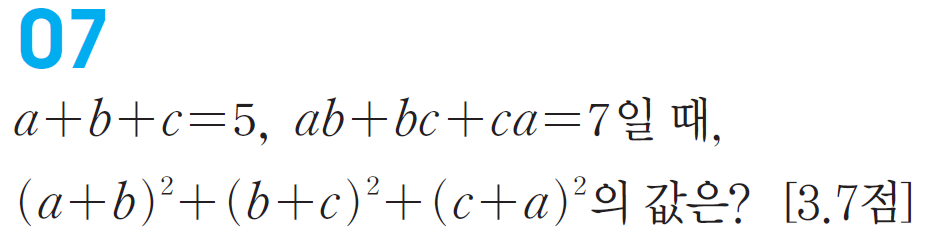 07
a+b+c=5, ab+bc+ca=7일 때,
(a+b)²+(b+c)²+(c+a)²의 값은? [3.7점]